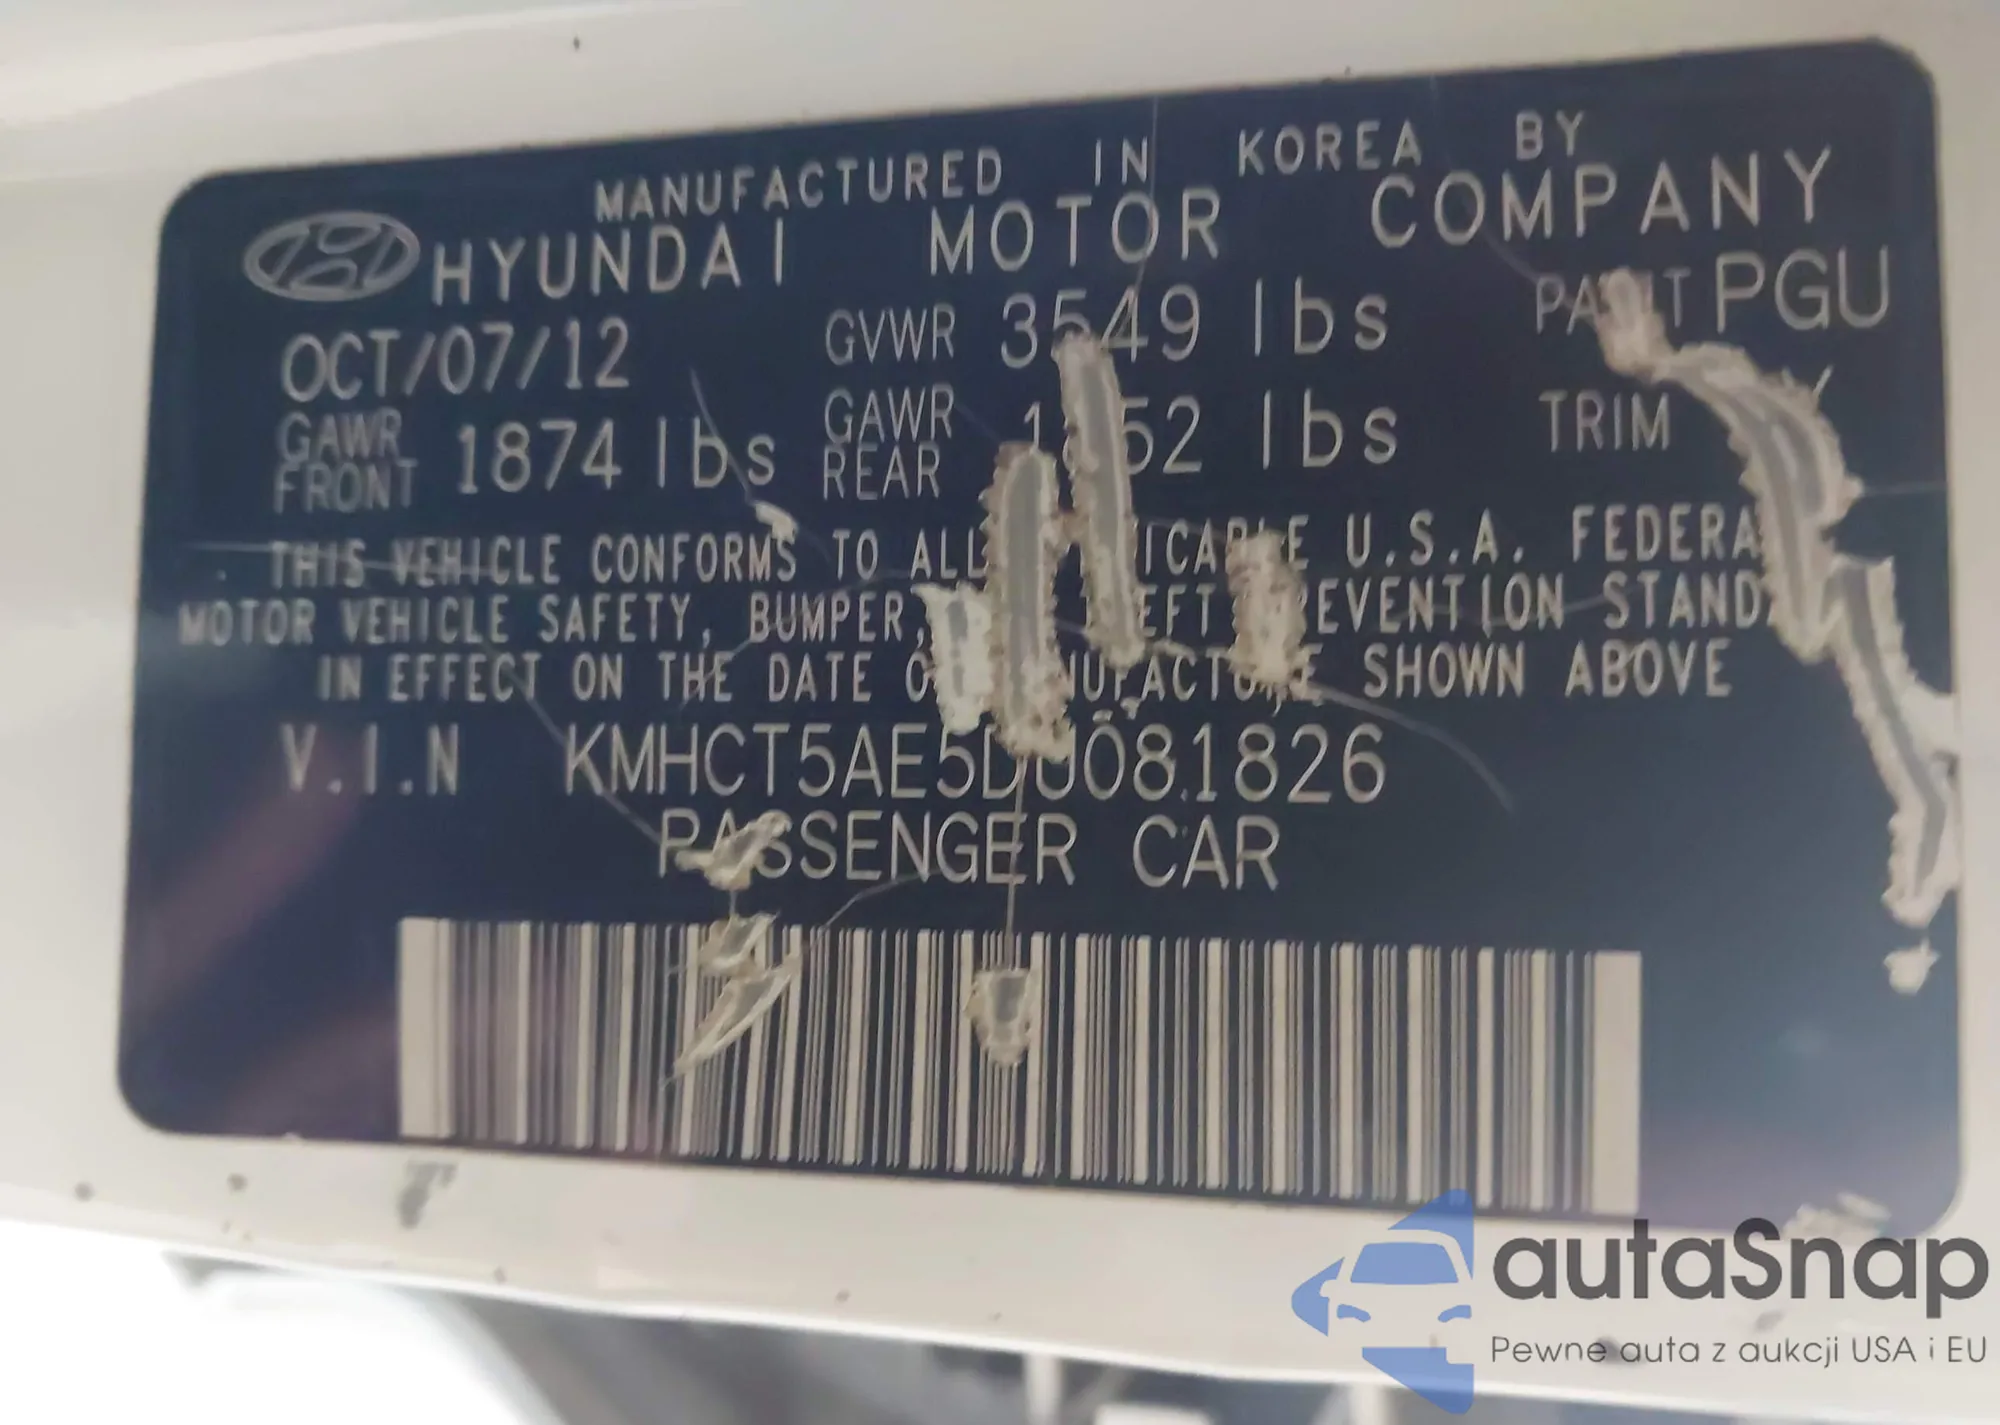 MANUFACTURED IN KOREA BY
HYUNDAI MOTOR COMPANY
OCT/07/12 GVWR 3549 lbs PAINT PGU
GAWR FRONT 1874 lbs GAWR REAR lbs TRIM
THIS VEHICLE CONFORMS TO ALL U.S.A.
MOTOR VEHICLE SAFETY, BUMPER,
IN EFFECT ON THE DATE SHOWN ABOVE
V.I.N KMHCT5AE5DU081826
PASSENGER CAR
autaSnap
Pewne auta z aukcji USA i EU